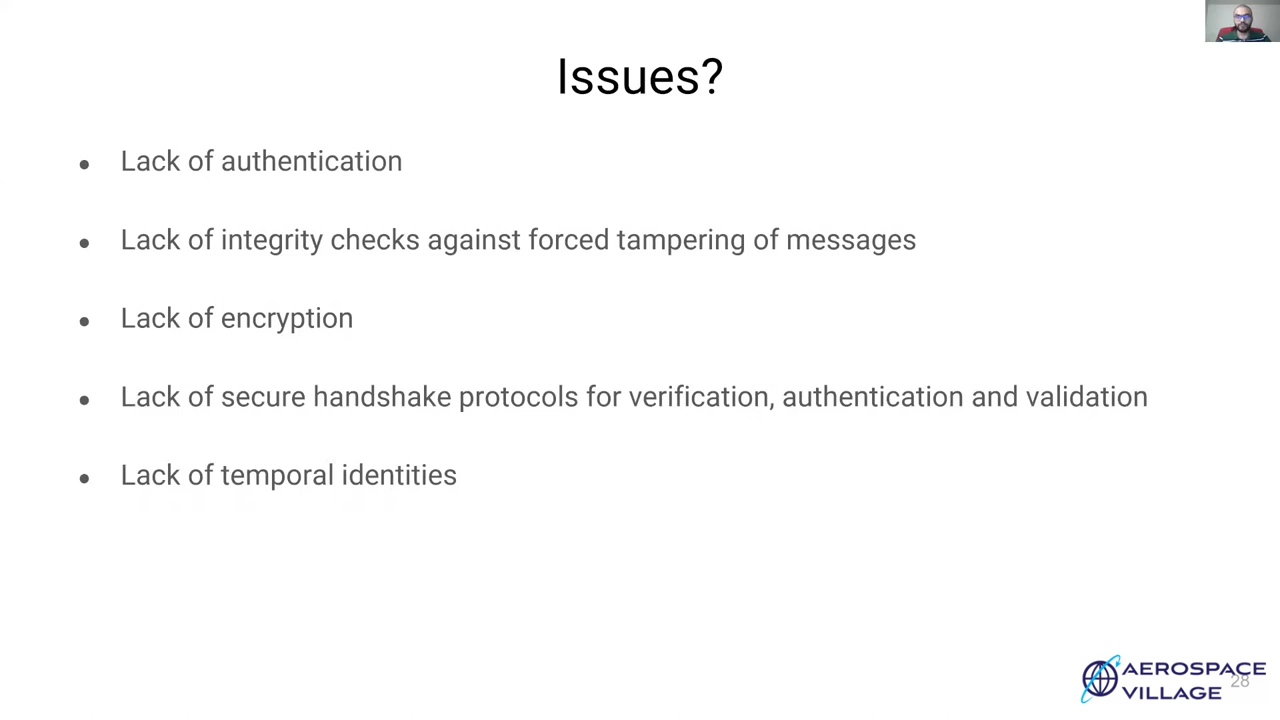 Issues?
● Lack of authentication
● Lack of integrity checks against forced tampering of messages
● Lack of encryption
● Lack of secure handshake protocols for verification, authentication and validation
● Lack of temporal identities
AEROSPACE
VILLAGE
28